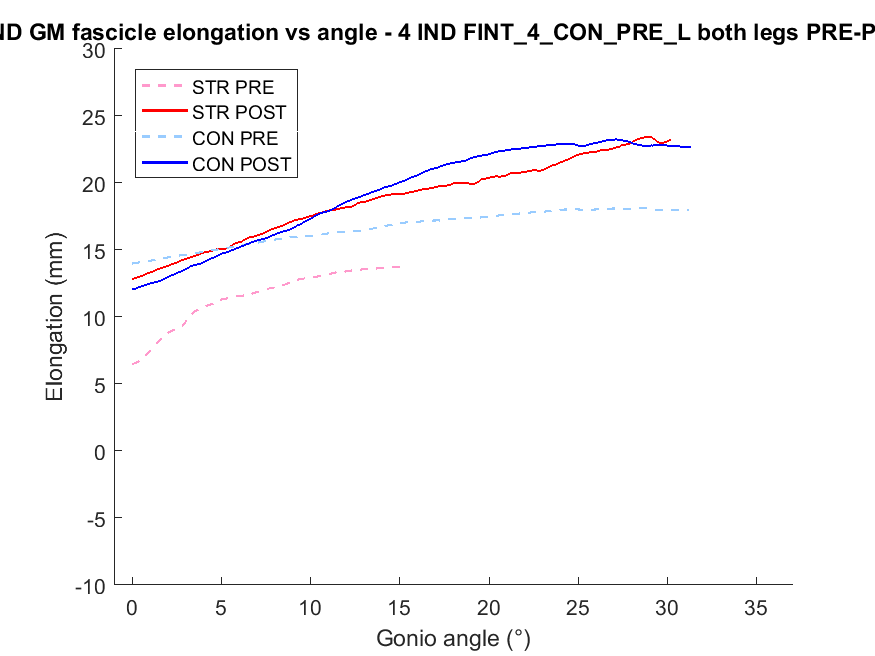 ND GM fascicle elongation vs angle - 4 IND FINT_4_CON_PRE_L both legs PRE-P
30
25
20
15
10
5
0
-5
-10
STR PRE
STR POST
CON PRE
CON POST
Elongation (mm)
0 5 10 15 20 25 30 35
Gonio angle (°)